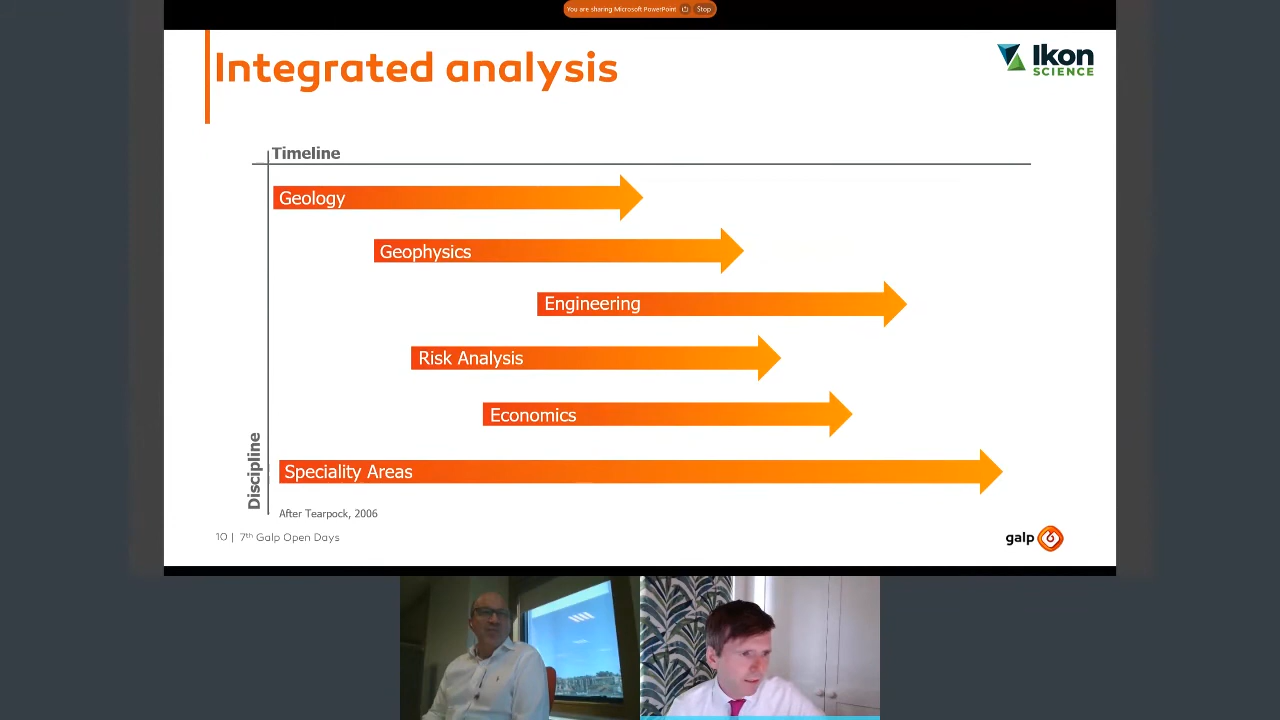 You are sharing Microsoft PowerPoint Stop
Integrated analysis
Ikon
SCIENCE
Timeline
Geology
Geophysics
Engineering
Risk Analysis
Economics
Speciality Areas
Discipline
After Tearpock, 2006
10 | 7th Galp Open Days
galp